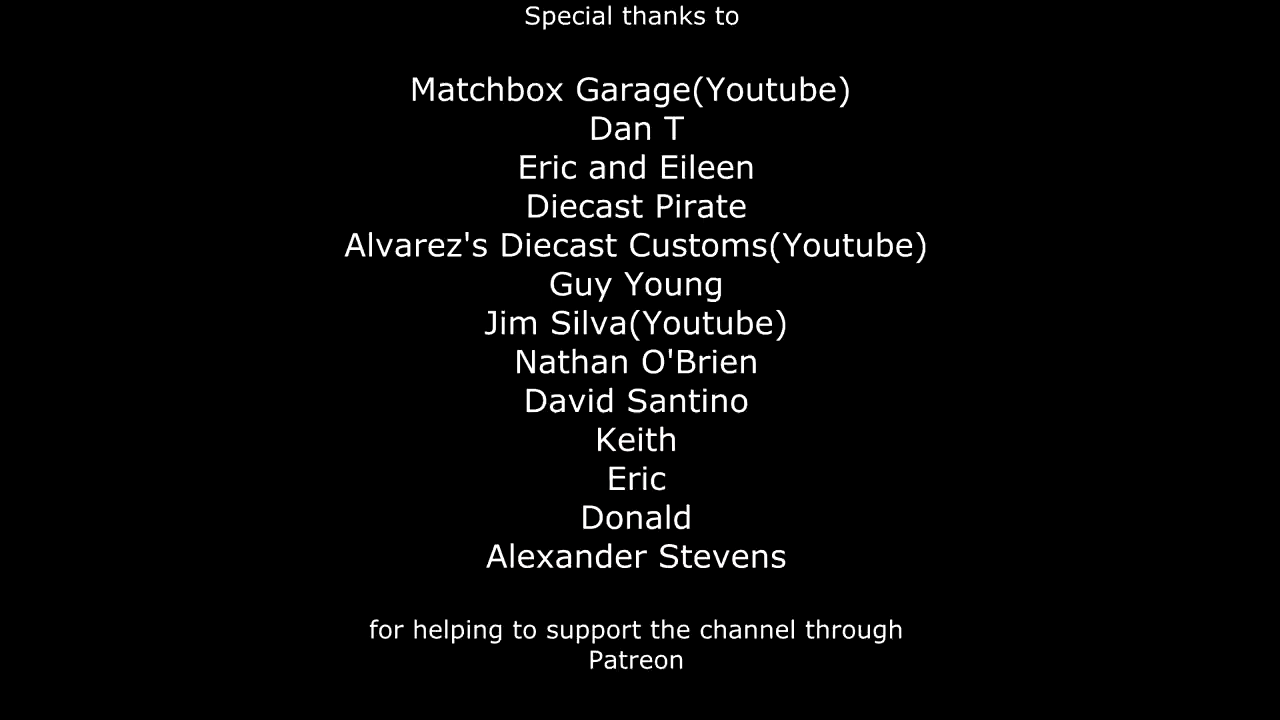 Special thanks to
Matchbox Garage(Youtube)
Dan T
Eric and Eileen
Diecast Pirate
Alvarez's Diecast Customs(Youtube)
Guy Young
Jim Silva(Youtube)
Nathan O'Brien
David Santino
Keith
Eric
Donald
Alexander Stevens
for helping to support the channel through
Patreon